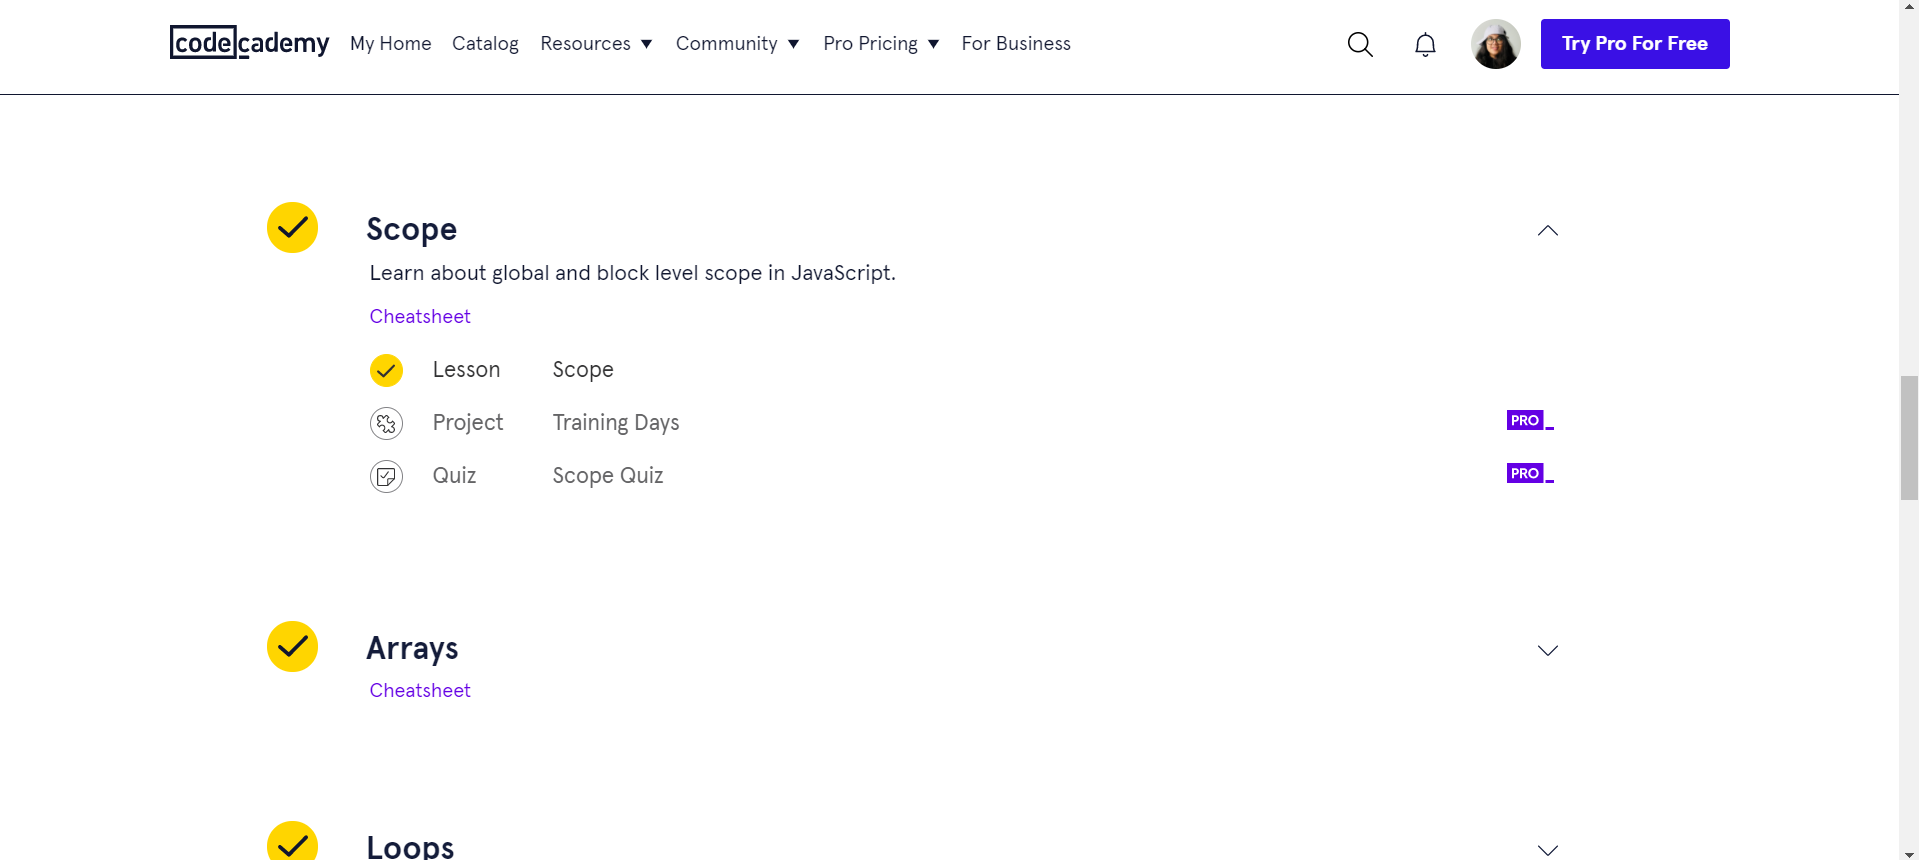 codecademy My Home Catalog Resources Community Pro Pricing For Business Try Pro For Free
Scope
Learn about global and block level scope in JavaScript.
Cheatsheet
Lesson Scope
Project Training Days PRO
Quiz Scope Quiz PRO
Arrays
Cheatsheet
Loops